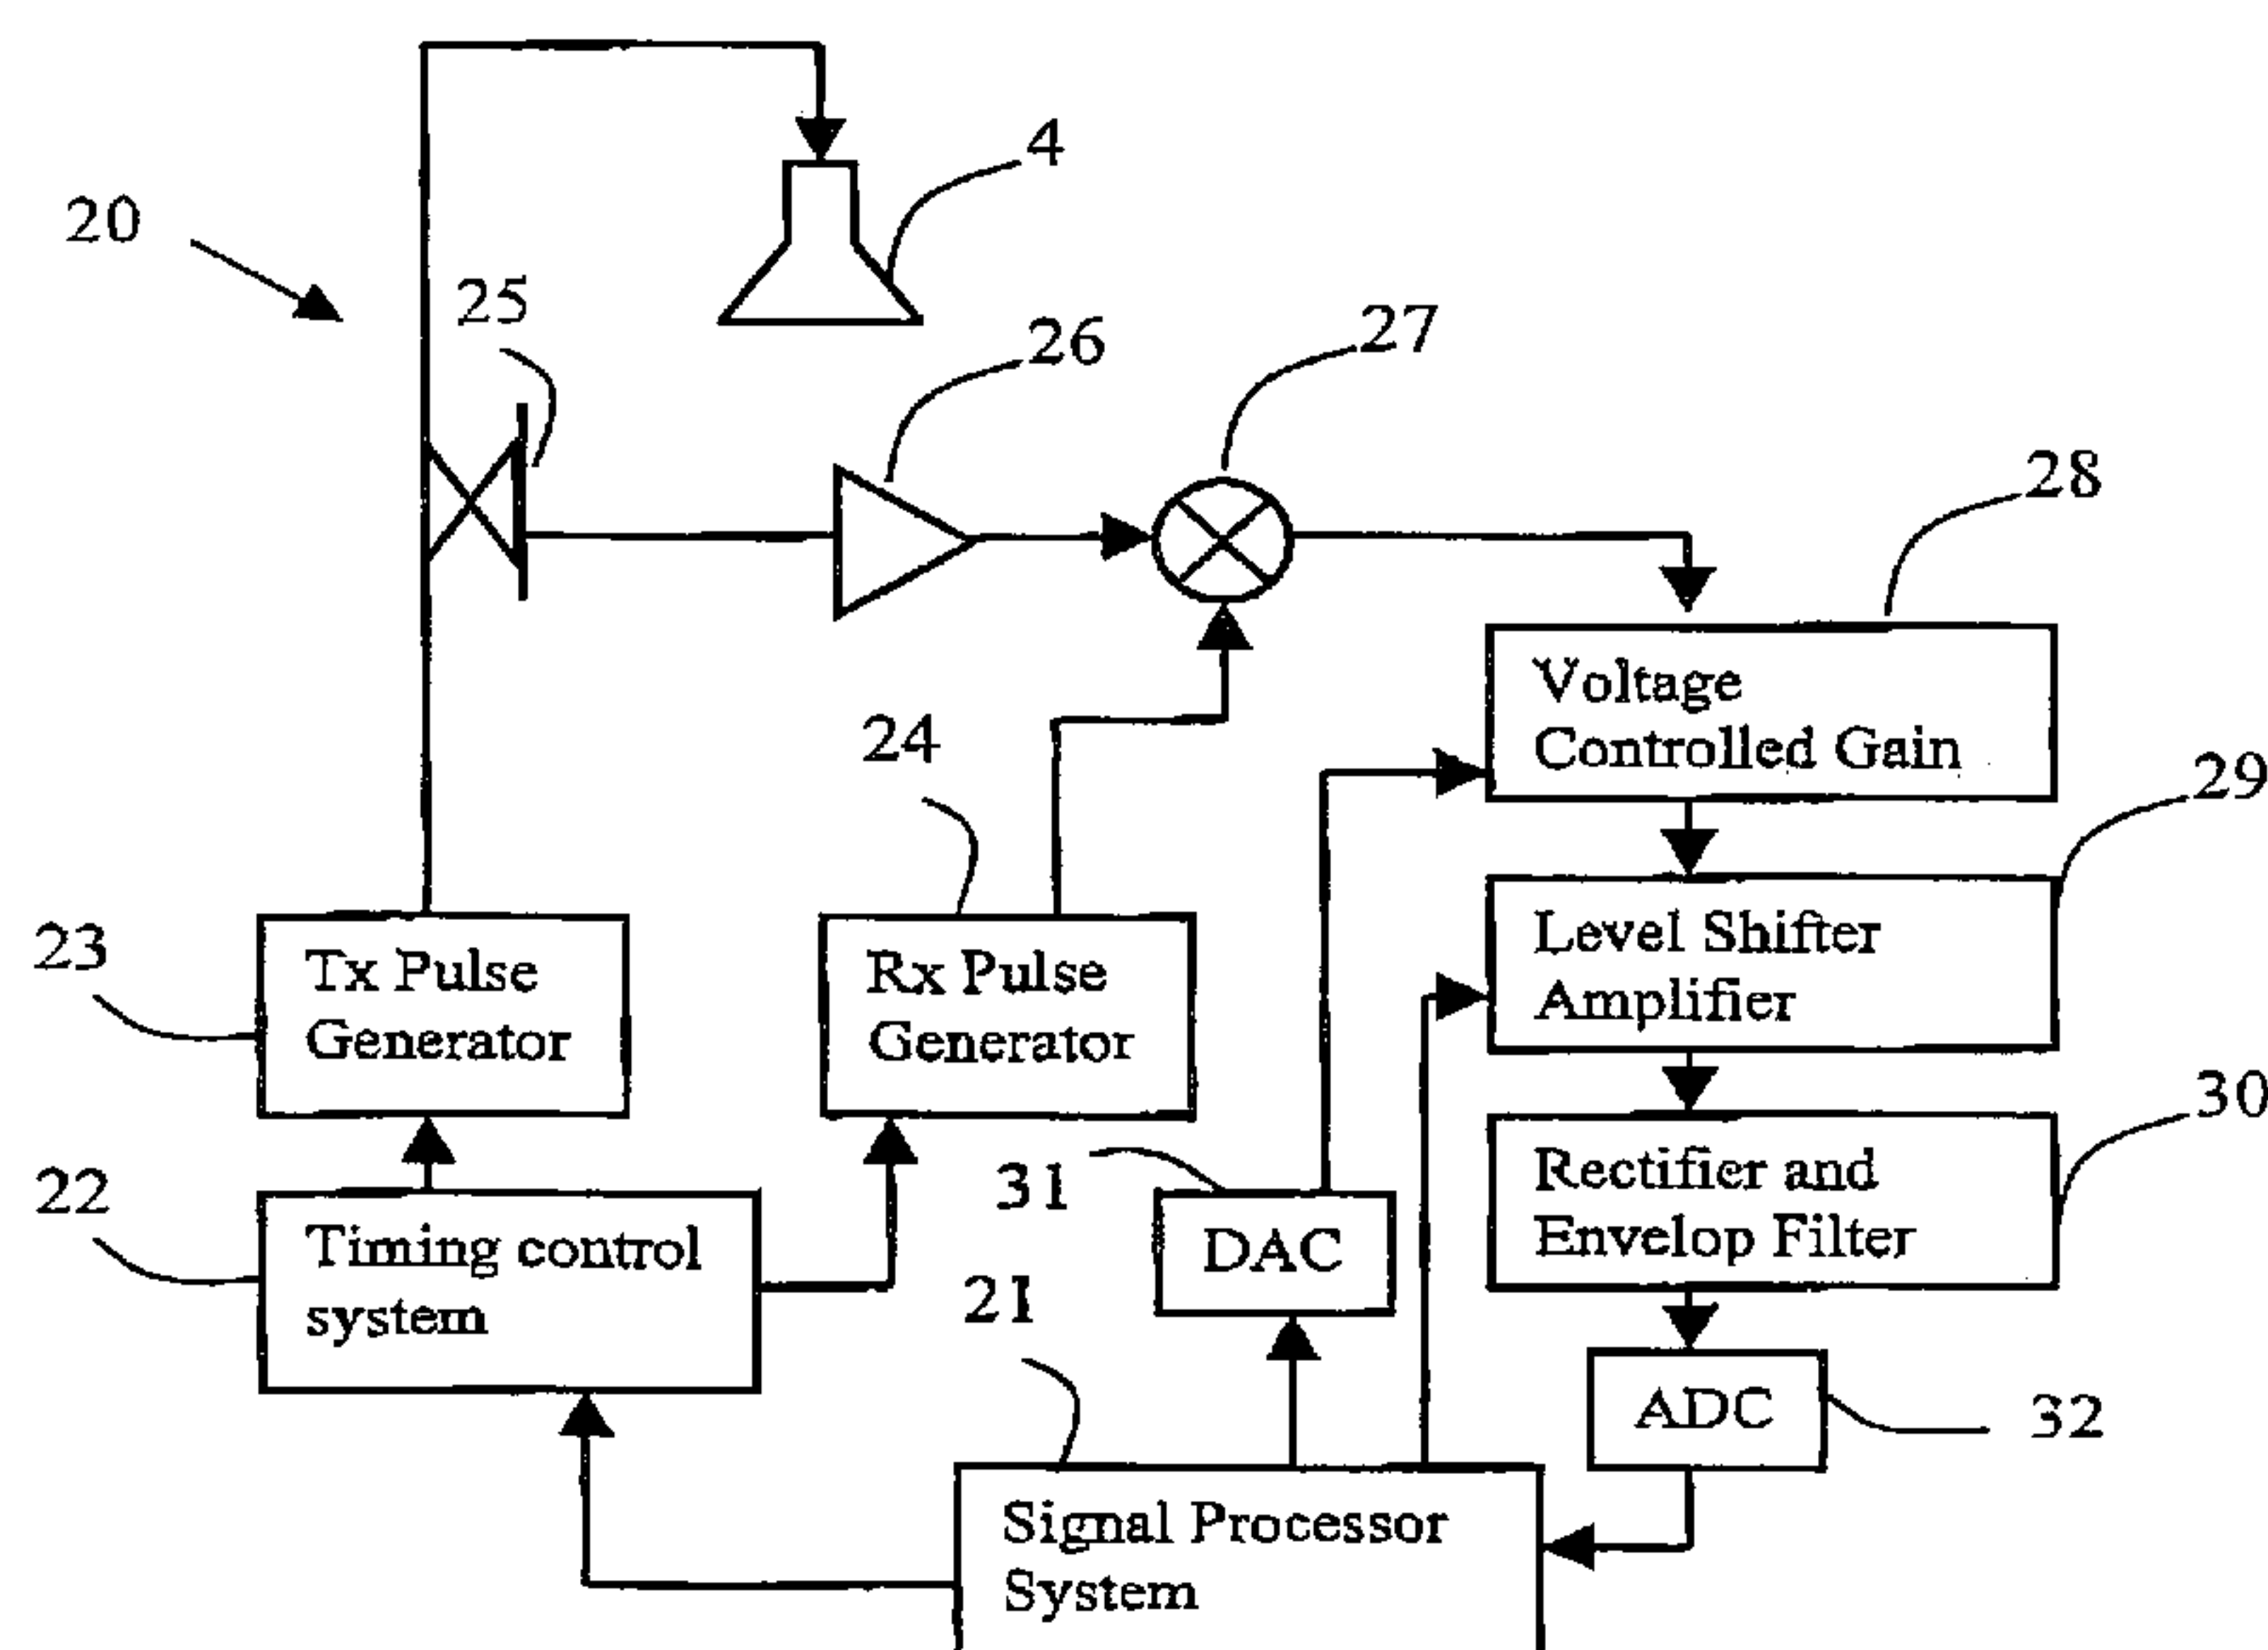 4
20
25
26
27
28
Voltage
Controlled Gain
24
29
Level Shifter
Amplifier
23
Tx Pulse
Generator
Rx Pulse
Generator
30
Rectifier and
Envelop Filter
22
Timing control
system
31
DAC
21
ADC
32
Signal Processor
System